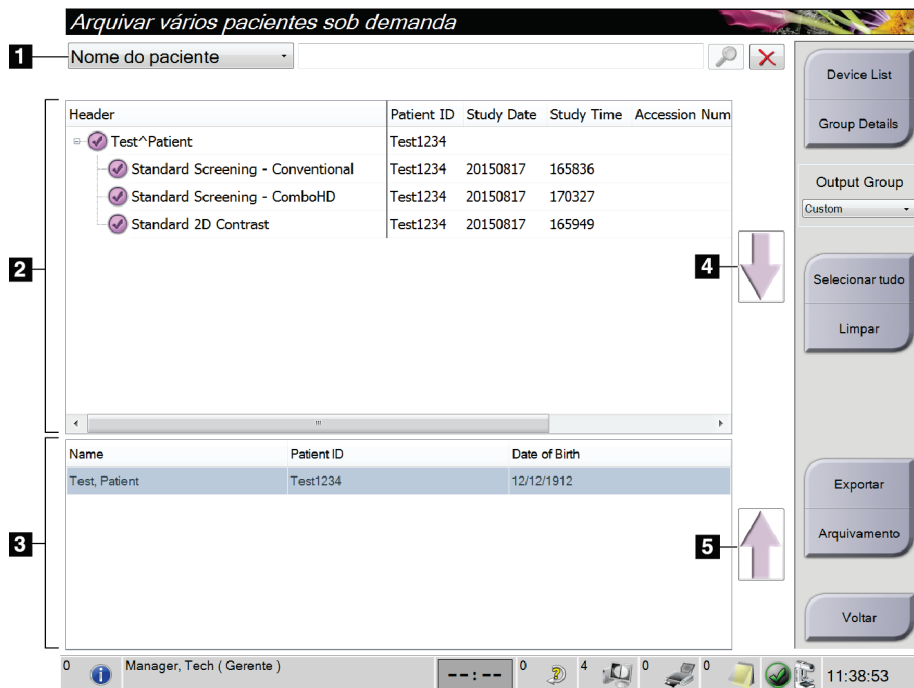 Arquivar vários pacientes sob demanda
1
Nome do paciente
Device List
Group Details
Output Group
Custom
Selecionar tudo
Limpar
Exportar
Arquivamento
Voltar
2
Header Patient ID Study Date Study Time Accession Num
Test^Patient Test1234
Standard Screening - Conventional Test1234 20150817 165836
Standard Screening - ComboHD Test1234 20150817 170327
Standard 2D Contrast Test1234 20150817 165949
4
3
Name Patient ID Date of Birth
Test, Patient Test1234 12/12/1912
5
0 Manager, Tech ( Gerente ) --:-- 0 4 0 0 11:38:53